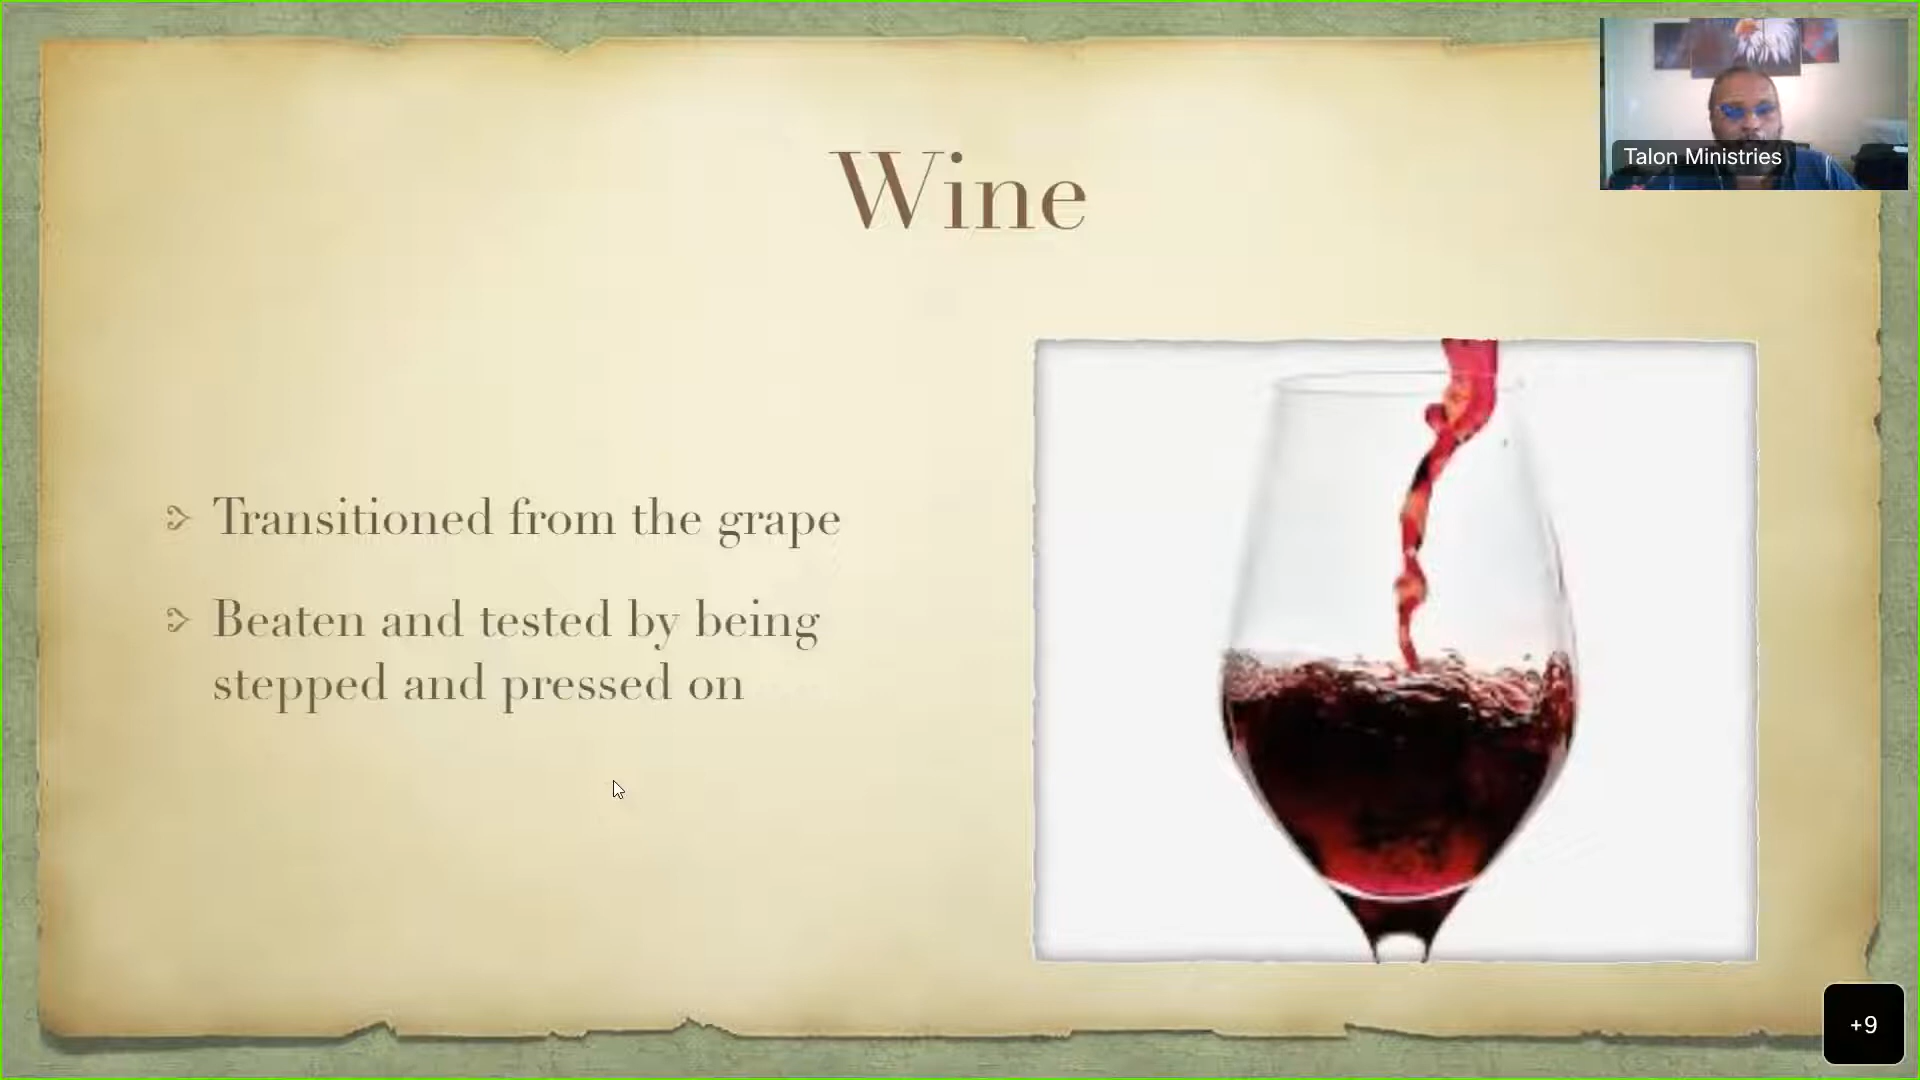 Talon Ministries
Wine
Transitioned from the grape
Beaten and tested by being
stepped and pressed on
+9